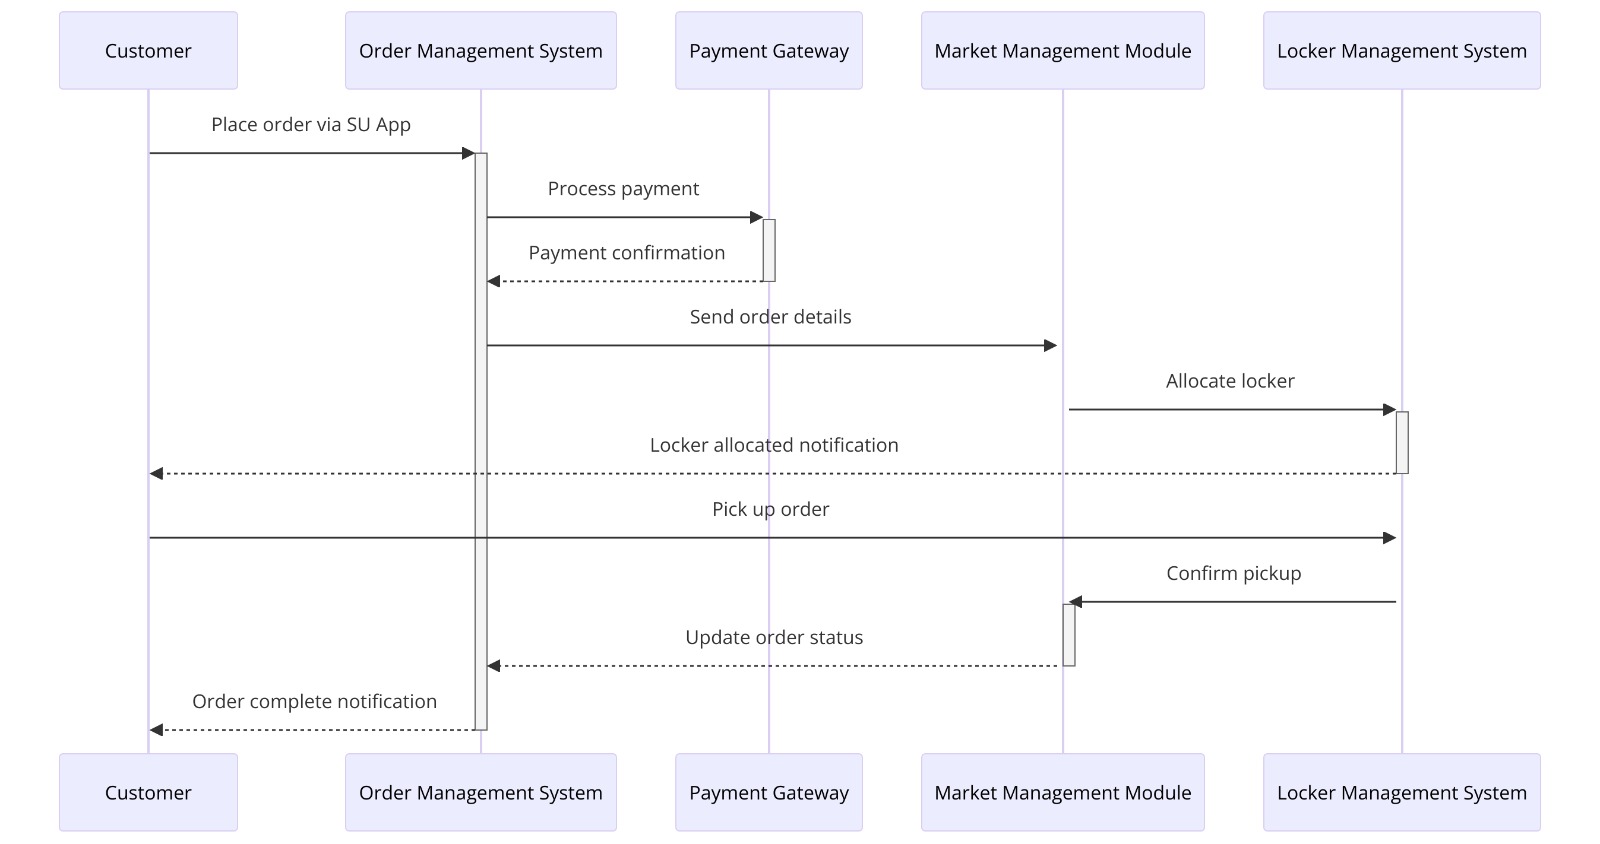 Customer
Order Management System
Payment Gateway
Market Management Module
Locker Management System
Place order via SU App
Process payment
Payment confirmation
Send order details
Allocate locker
Locker allocated notification
Pick up order
Confirm pickup
Update order status
Order complete notification
Customer
Order Management System
Payment Gateway
Market Management Module
Locker Management System